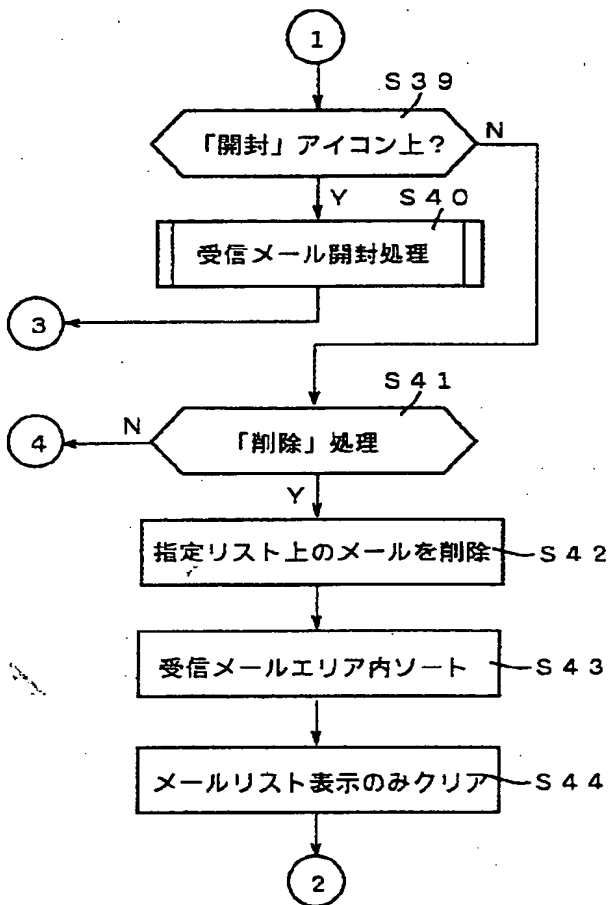 1
S39
「開封」アイコン上？
N
Y
S40
受信メール開封処理
3
S41
4
N
「削除」処理
Y
指定リスト上のメールを削除
S42
受信メールエリア内ソート
S43
メールリスト表示のみクリア
S44
2